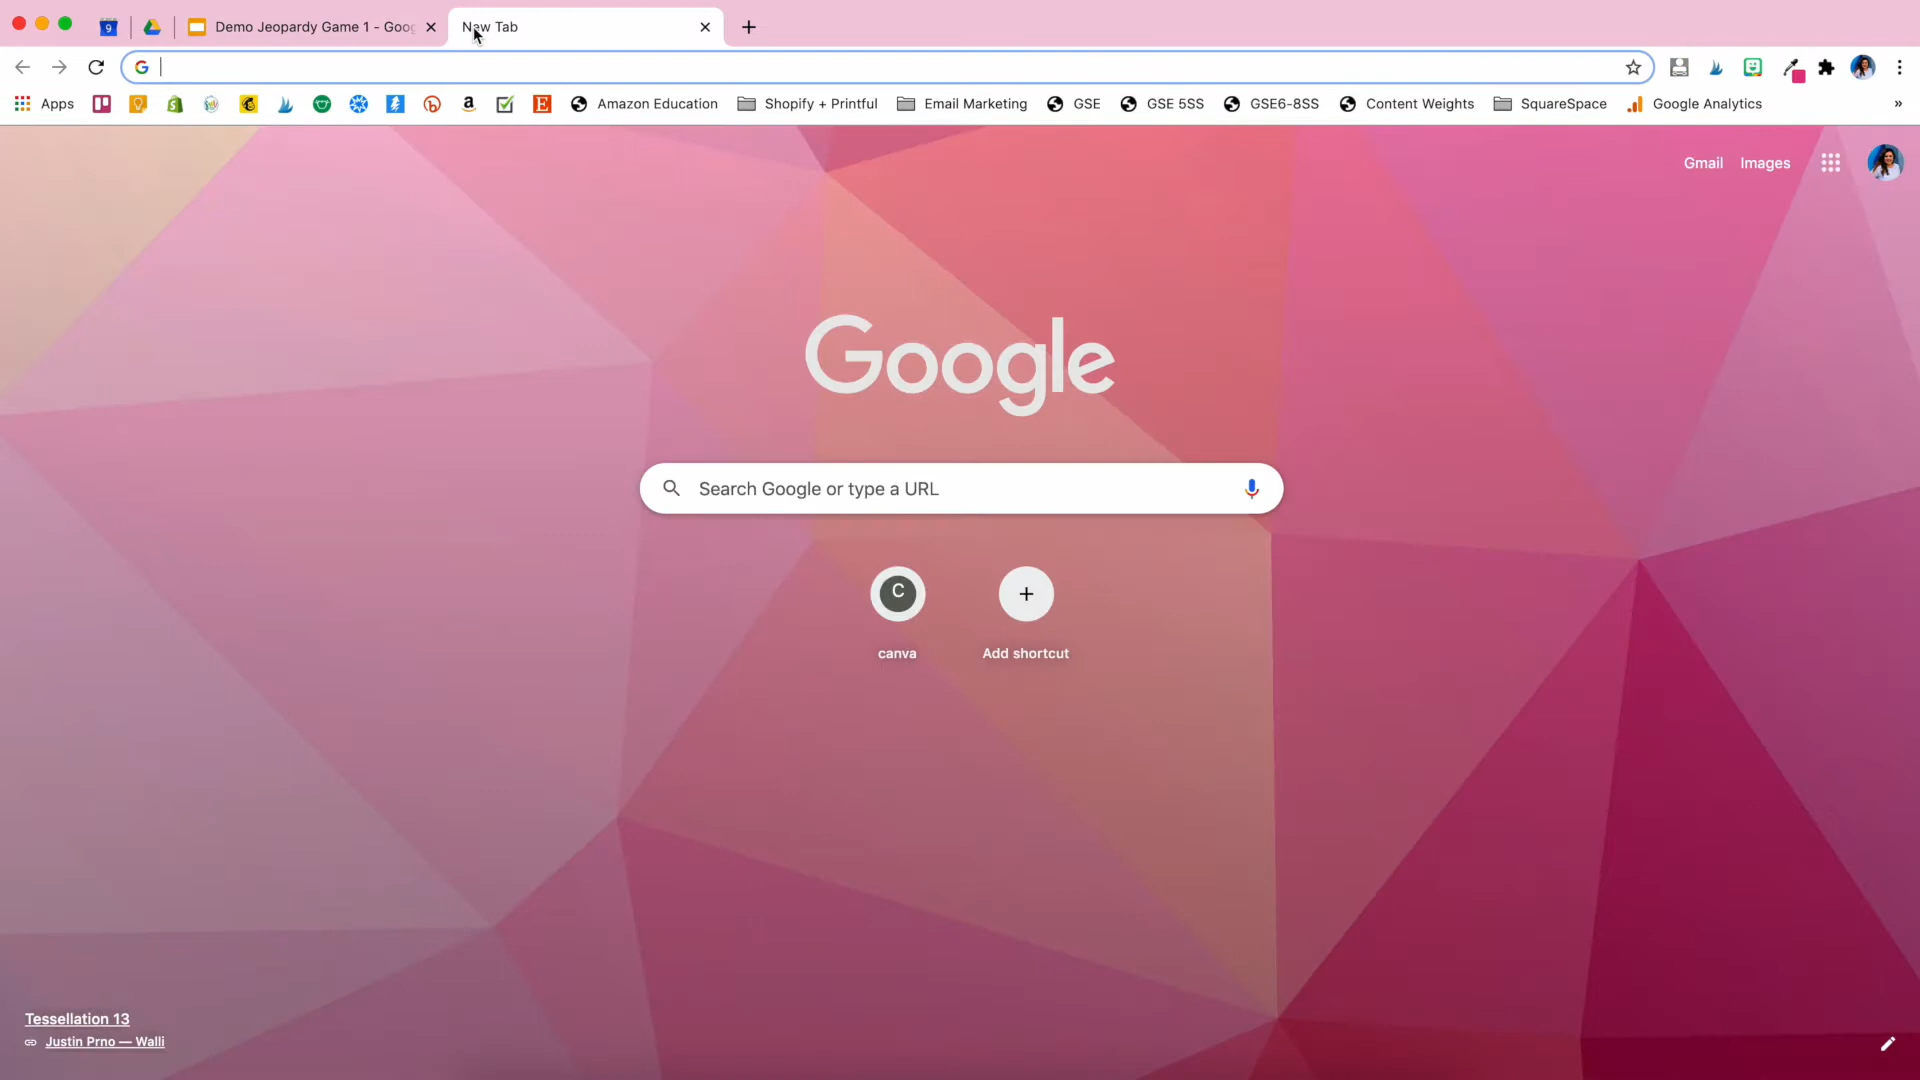 9
Demo Jeopardy Game 1 - Goog
New Tab
G
Apps
Amazon Education
Shopify + Printful
Email Marketing
GSE
GSE 5SS
GSE6-8SS
Content Weights
SquareSpace
Google Analytics
»
Gmail
Images
Google
Search Google or type a URL
C
canva
Add shortcut
Tessellation 13
Justin Prno — Walli